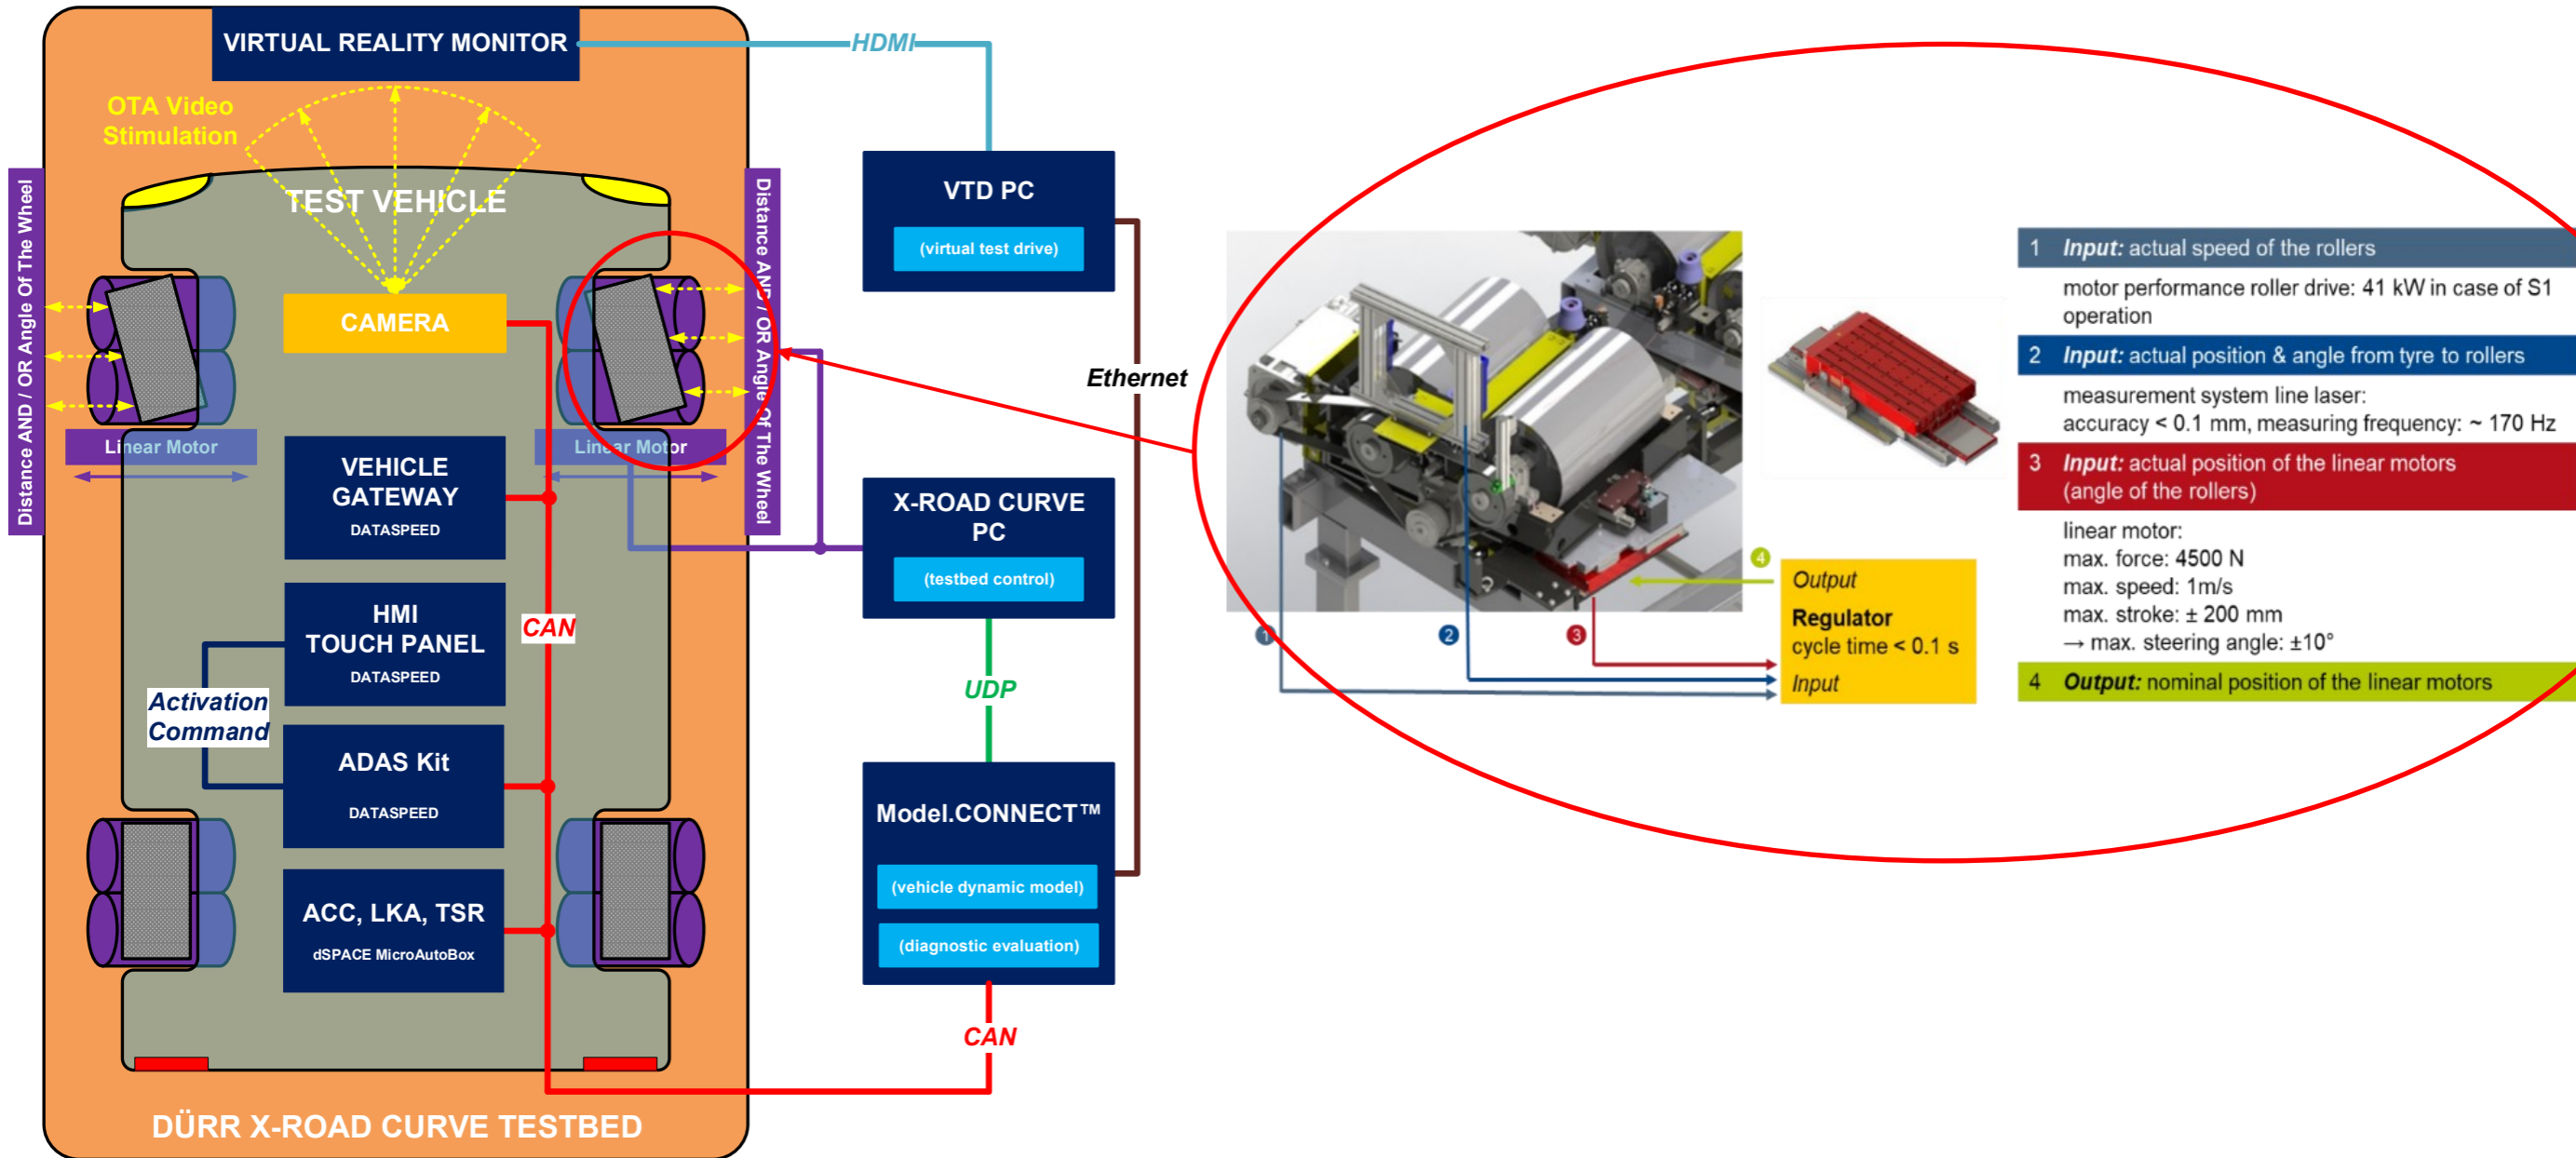 VIRTUAL REALITY MONITOR
HDMI
OTA Video
Stimulation
TEST VEHICLE
Distance AND / OR Angle Of The Wheel
Distance AND / OR Angle Of The Wheel
CAMERA
Linear Motor
Linear Motor
VEHICLE
GATEWAY
DATASPEED
HMI
TOUCH PANEL
DATASPEED
CAN
Activation
Command
ADAS Kit
DATASPEED
ACC, LKA, TSR
dSPACE MicroAutoBox
DÜRR X-ROAD CURVE TESTBED
VTD PC
(virtual test drive)
Ethernet
X-ROAD CURVE
PC
(testbed control)
UDP
Model.CONNECT™
(vehicle dynamic model)
(diagnostic evaluation)
CAN
1
2
3
4
Output
Regulator
cycle time < 0.1 s
Input
1 Input: actual speed of the rollers
motor performance roller drive: 41 kW in case of S1
operation
2 Input: actual position & angle from tyre to rollers
measurement system line laser:
accuracy < 0.1 mm, measuring frequency: ~ 170 Hz
3 Input: actual position of the linear motors
(angle of the rollers)
linear motor:
max. force: 4500 N
max. speed: 1m/s
max. stroke: ± 200 mm
→ max. steering angle: ±10°
4 Output: nominal position of the linear motors